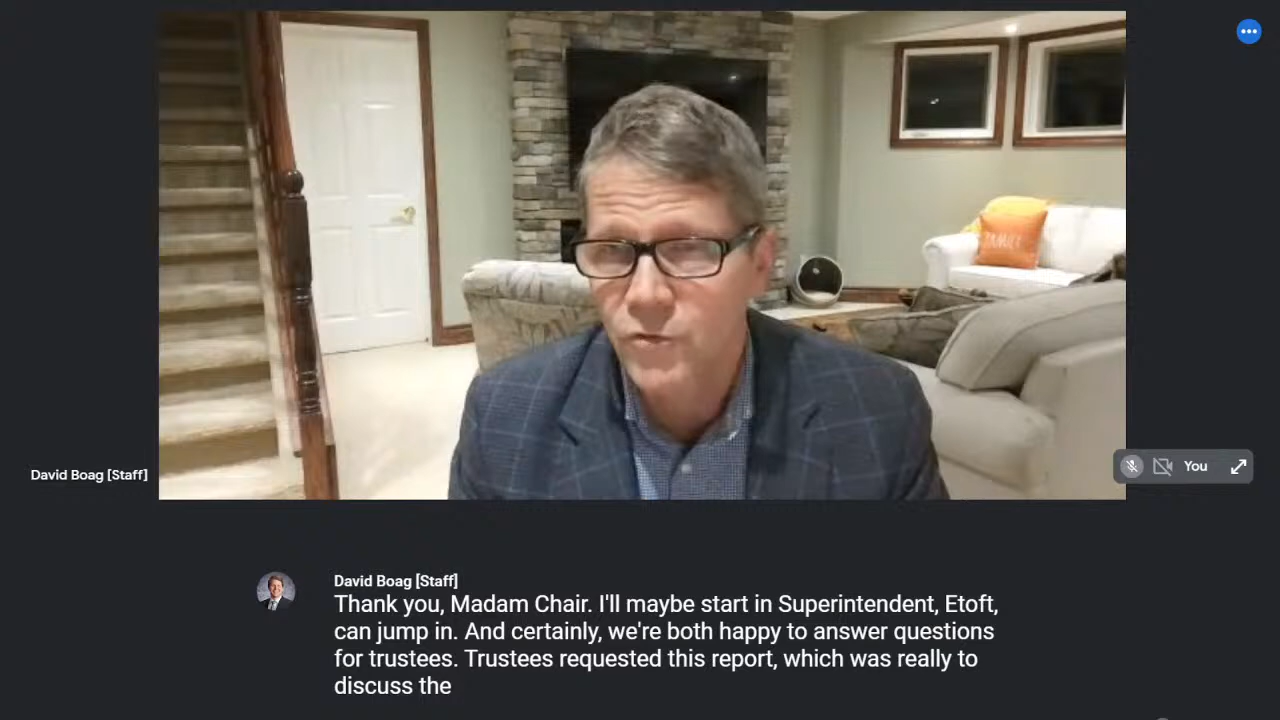 David Boag [Staff]
You
David Boag [Staff]
Thank you, Madam Chair. I'll maybe start in Superintendent, Etoft,
can jump in. And certainly, we're both happy to answer questions
for trustees. Trustees requested this report, which was really to
discuss the